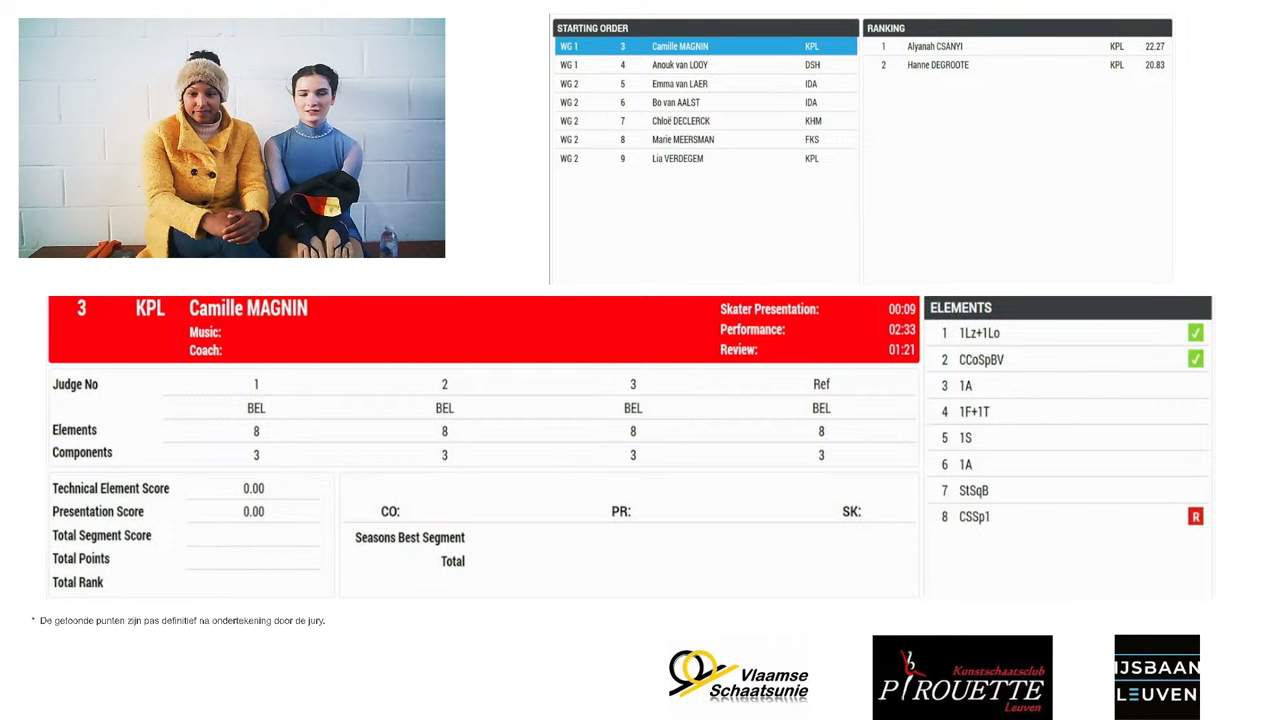 STARTING ORDER
WG 1 3 Camille MAGNIN KPL
WG 1 4 Anouk van LOOY DSH
WG 2 5 Emma van LAER IDA
WG 2 6 Bo van AALST IDA
WG 2 7 Chloë DECLERCK KHM
WG 2 8 Marie MEERSMAN FKS
WG 2 9 Lia VERDEGEM KPL
RANKING
1 Alyanah CSANYI KPL 22.27
2 Hanne DEGROOTE KPL 20.83
3 KPL Camille MAGNIN
Music:
Coach:
Skater Presentation: 00:09
Performance: 02:33
Review: 01:21
Judge No 1 2 3 Ref
BEL BEL BEL BEL
Elements 8 8 8 8
Components 3 3 3 3
Technical Element Score 0.00
Presentation Score 0.00
Total Segment Score
Total Points
Total Rank
CO: PR: SK:
Seasons Best Segment
Total
ELEMENTS
1 1Lz+1Lo ✓
2 CCoSpBV ✓
3 1A
4 1F+1T
5 1S
6 1A
7 StSqB
8 CSSp1 R
* De getoonde punten zijn pas definitief na ondertekening door de jury.
Vlaamse
Schaatsunie
Kunstschaatsclub
PIROUETTE
Leuven
IJSBAAN
LEUVEN